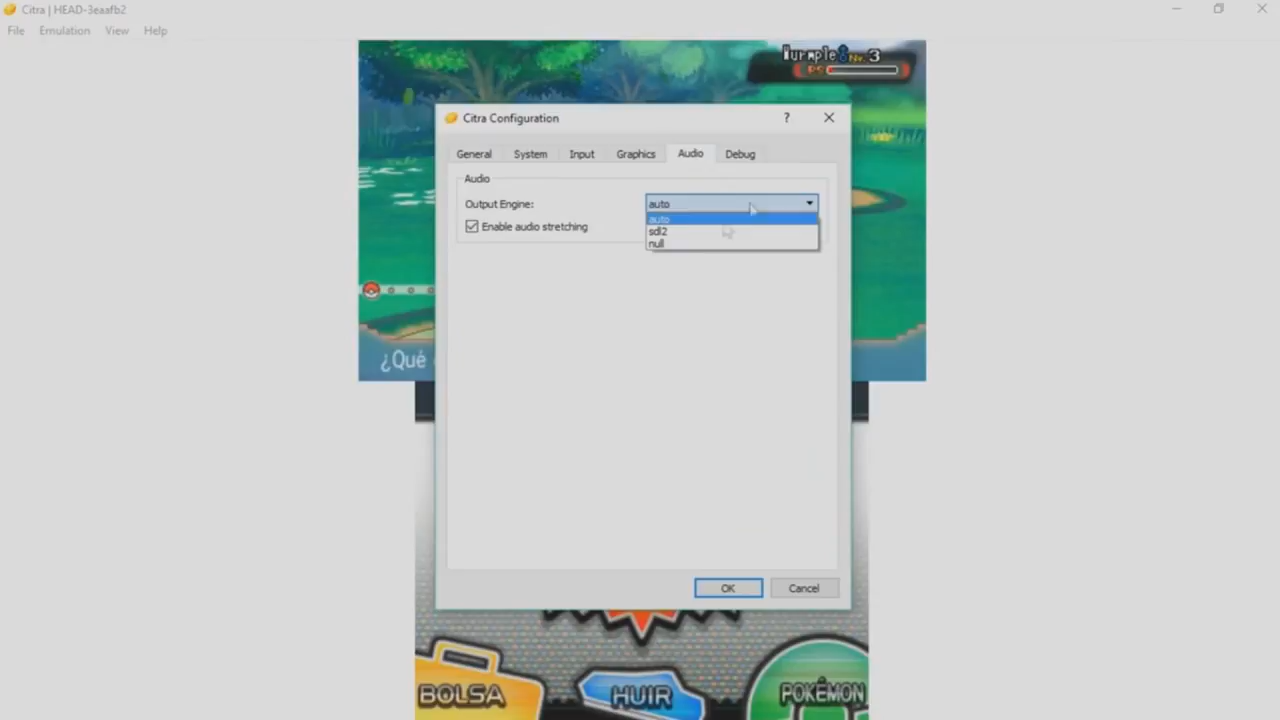 Citra | HEAD-3eaafb2
File Emulation View Help
Wurmple♂ Nv. 3
PS
Citra Configuration
?
General System Input Graphics Audio Debug
Audio
Output Engine: auto
auto
Enable audio stretching
sdl2
null
¿Qué
OK Cancel
BOLSA HUIR POKÉMON